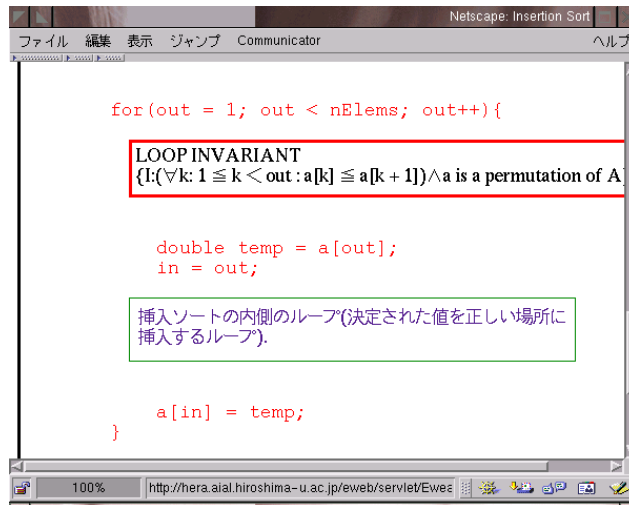 Netscape: Insertion Sort
ファイル 編集 表示 ジャンプ Communicator ヘルプ
for(out = 1; out < nElems; out++){
LOOP INVARIANT
{I:(∀k: 1 ≦ k < out : a[k] ≦ a[k + 1])∧a is a permutation of A}
double temp = a[out];
in = out;
挿入ソートの内側のループ(決定された値を正しい場所に
挿入するループ).
a[in] = temp;
}
100% http://hera.aial.hiroshima-u.ac.jp/eweb/servlet/Ewea